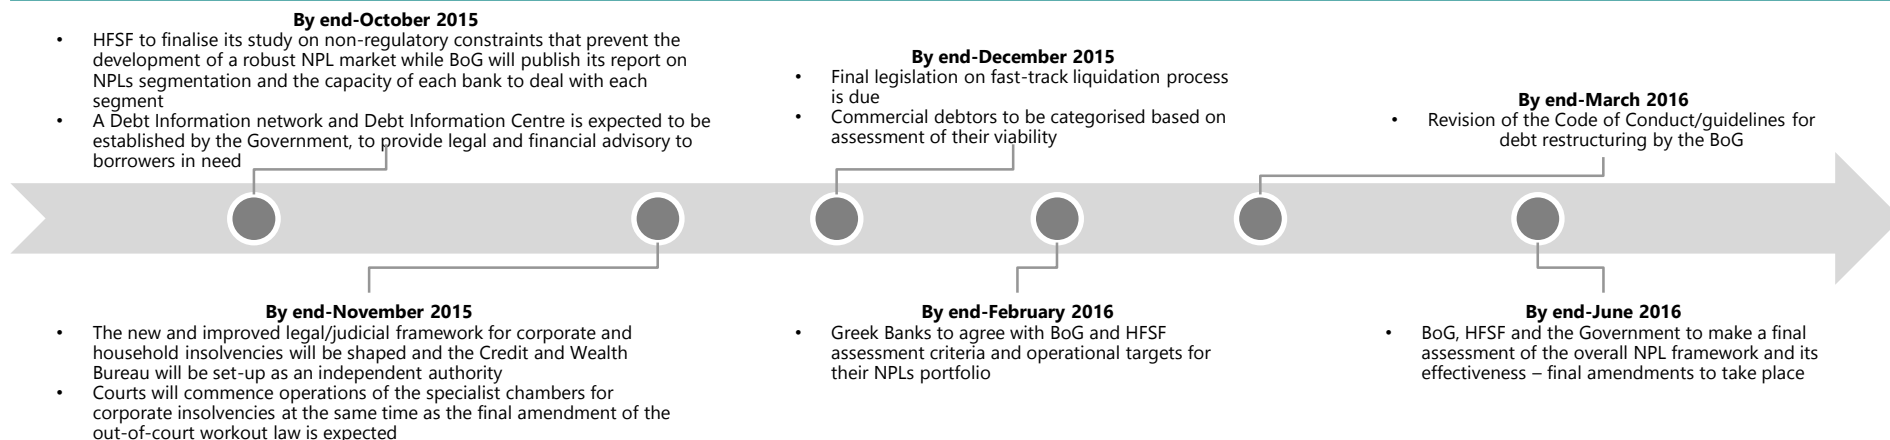 By end-October 2015
• HFSF to finalise its study on non-regulatory constraints that prevent the
development of a robust NPL market while BoG will publish its report on
NPLs segmentation and the capacity of each bank to deal with each
segment
• A Debt Information network and Debt Information Centre is expected to be
established by the Government, to provide legal and financial advisory to
borrowers in need
By end-December 2015
• Final legislation on fast-track liquidation process
is due
• Commercial debtors to be categorised based on
assessment of their viability
By end-March 2016
• Revision of the Code of Conduct/guidelines for
debt restructuring by the BoG
By end-November 2015
• The new and improved legal/judicial framework for corporate and
household insolvencies will be shaped and the Credit and Wealth
Bureau will be set-up as an independent authority
• Courts will commence operations of the specialist chambers for
corporate insolvencies at the same time as the final amendment of the
out-of-court workout law is expected
By end-February 2016
• Greek Banks to agree with BoG and HFSF
assessment criteria and operational targets for
their NPLs portfolio
By end-June 2016
• BoG, HFSF and the Government to make a final
assessment of the overall NPL framework and its
effectiveness – final amendments to take place